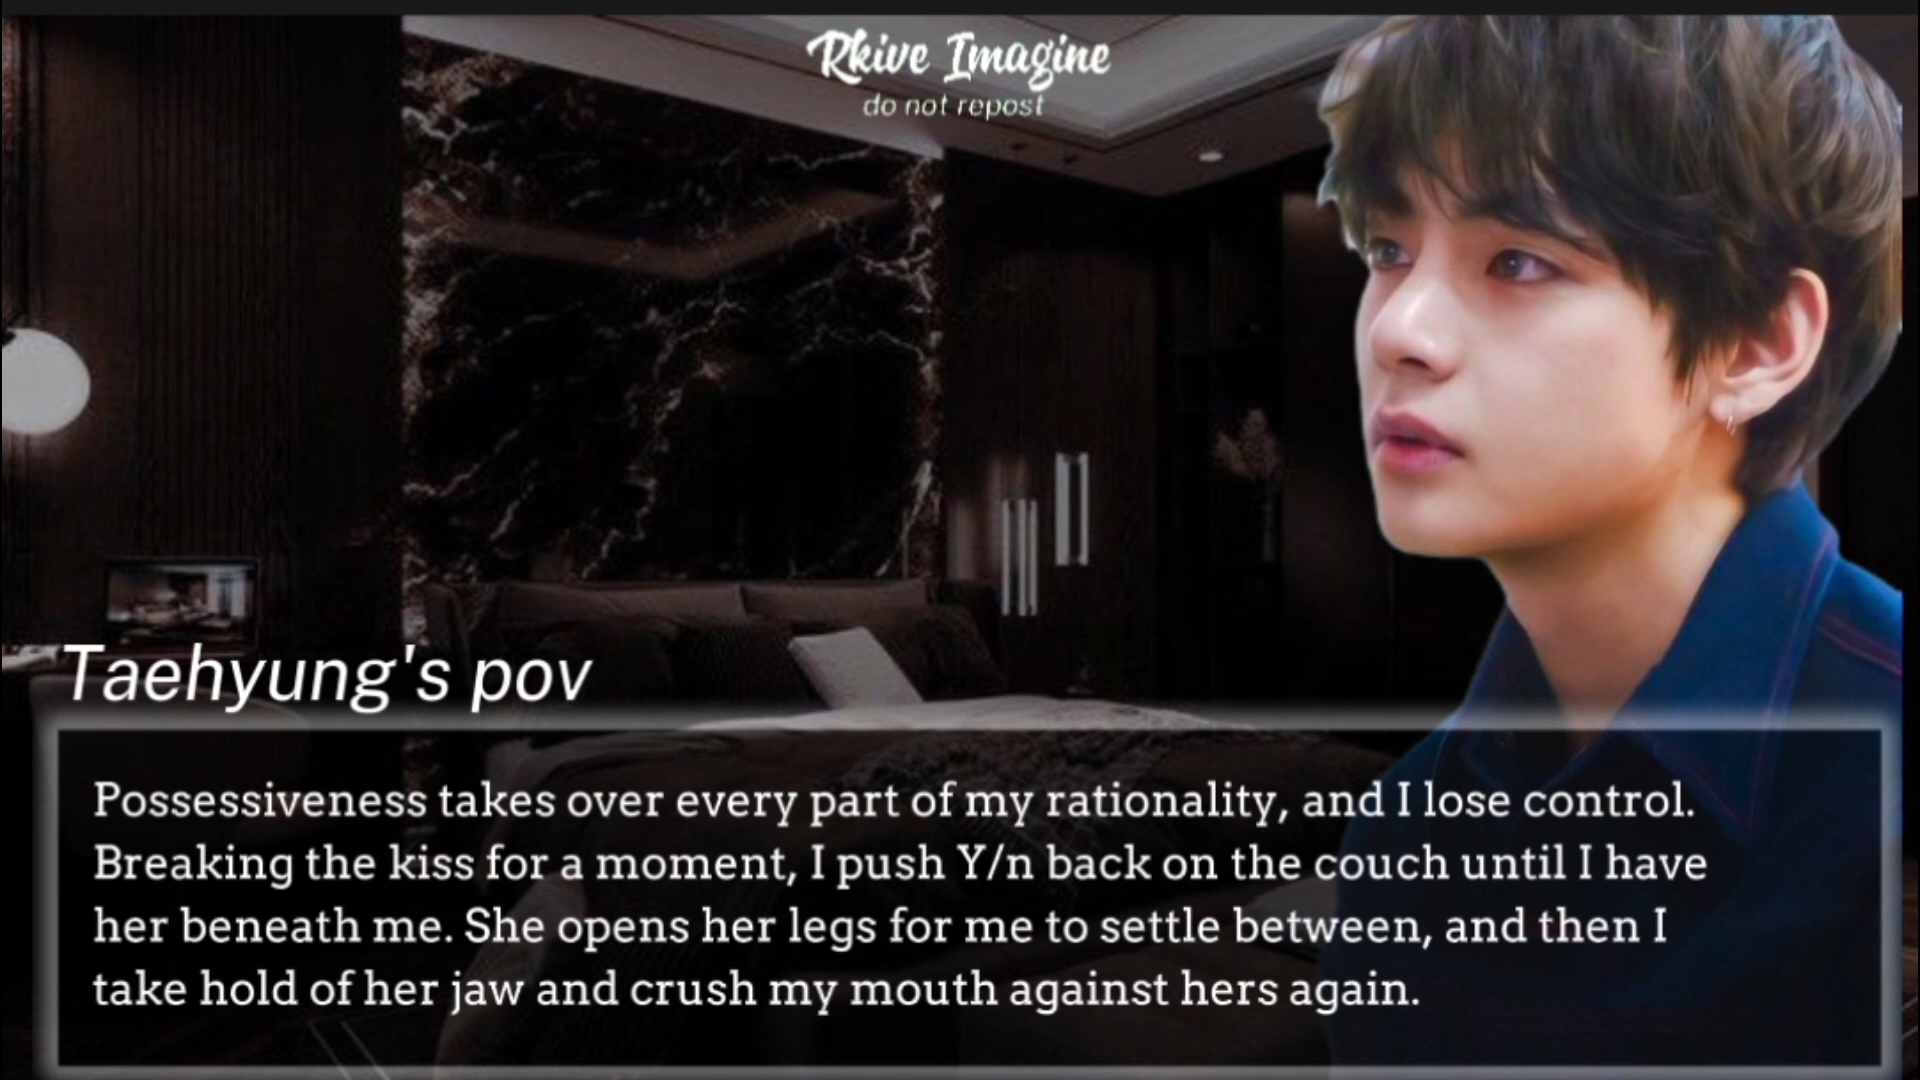 Rkive Imagine
do not repost
Taehyung's pov
Possessiveness takes over every part of my rationality, and I lose control.
Breaking the kiss for a moment, I push Y/n back on the couch until I have
her beneath me. She opens her legs for me to settle between, and then I
take hold of her jaw and crush my mouth against hers again.